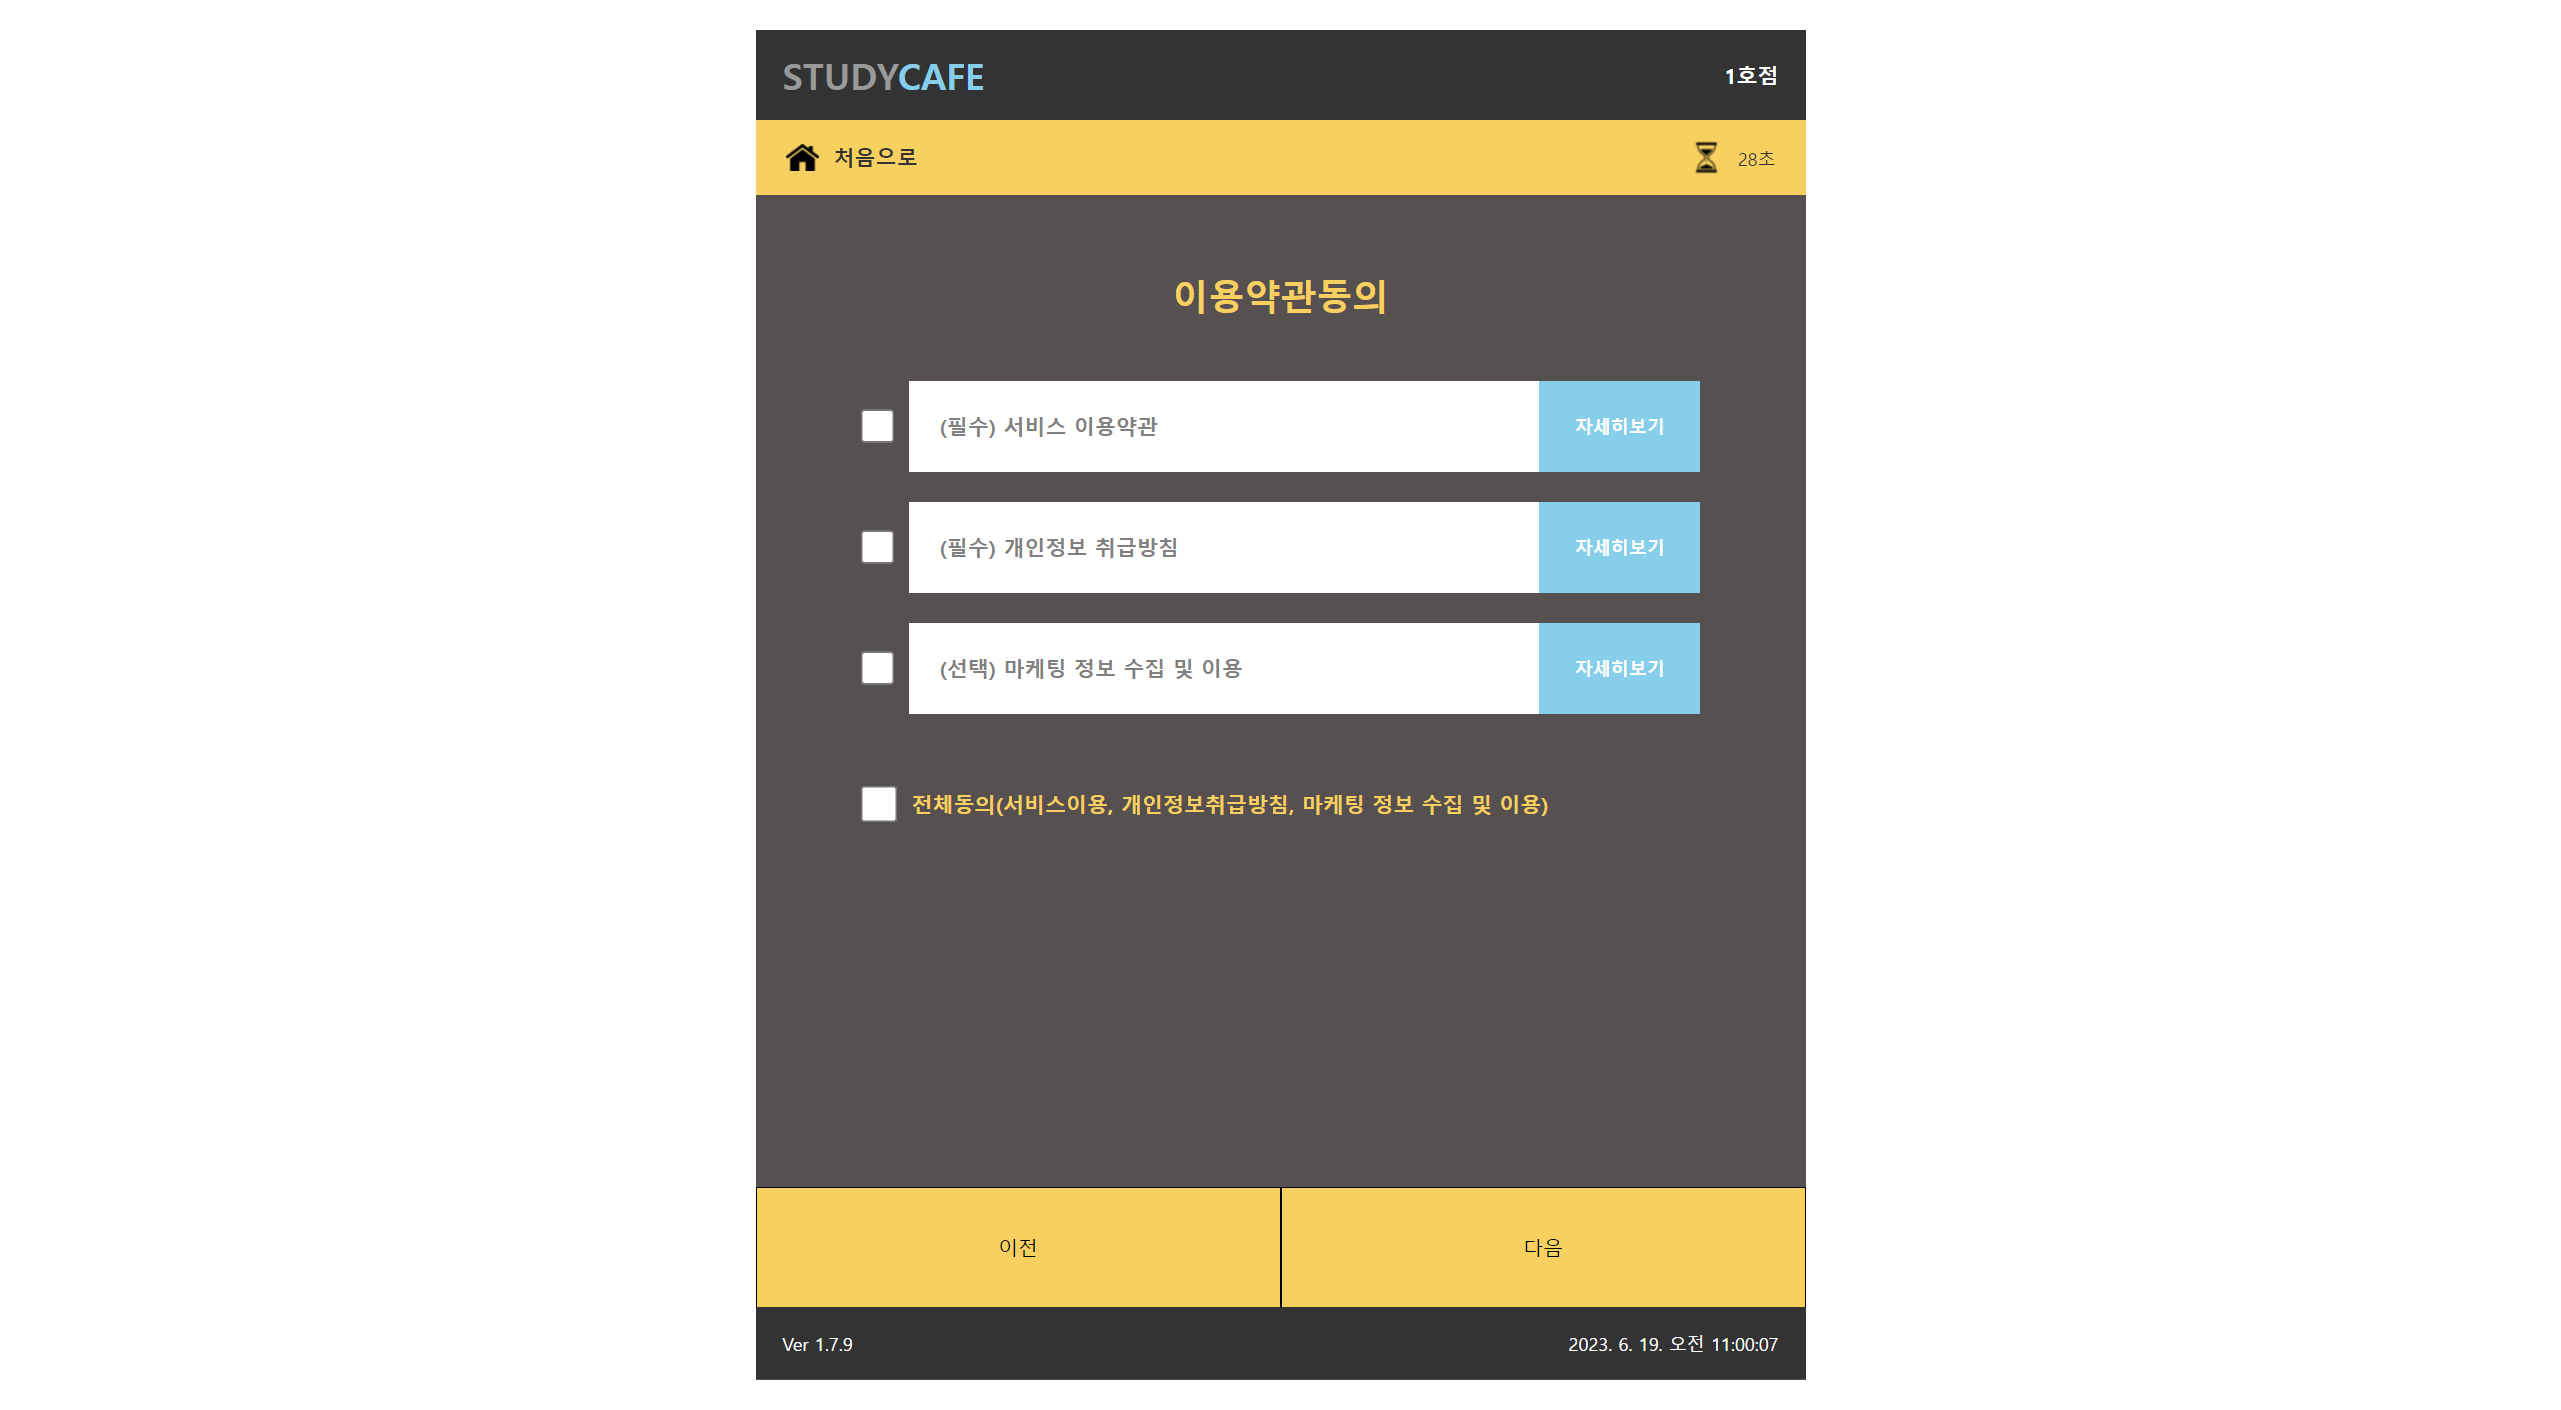 STUDYCAFE
1호점
처음으로
28초
이용약관동의
(필수) 서비스 이용약관
자세히보기
(필수) 개인정보 취급방침
자세히보기
(선택) 마케팅 정보 수집 및 이용
자세히보기
전체동의(서비스이용, 개인정보취급방침, 마케팅 정보 수집 및 이용)
이전
다음
Ver 1.7.9
2023. 6. 19. 오전 11:00:07